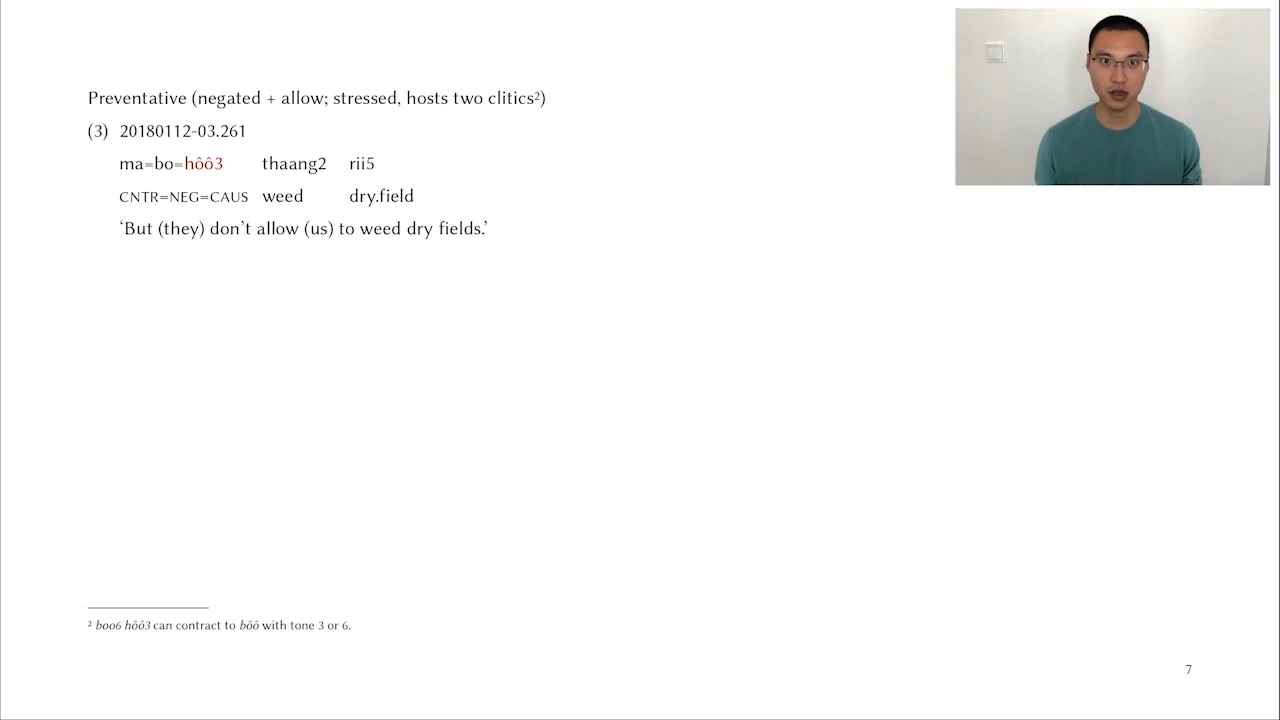 Preventative (negated + allow; stressed, hosts two clitics²)
(3) 20180112-03.261
ma=bo=hôô3 thaang2 rii5
CNTR=NEG=CAUS weed dry.field
‘But (they) don’t allow (us) to weed dry fields.’
² boo6 hôô3 can contract to bôô with tone 3 or 6.
7